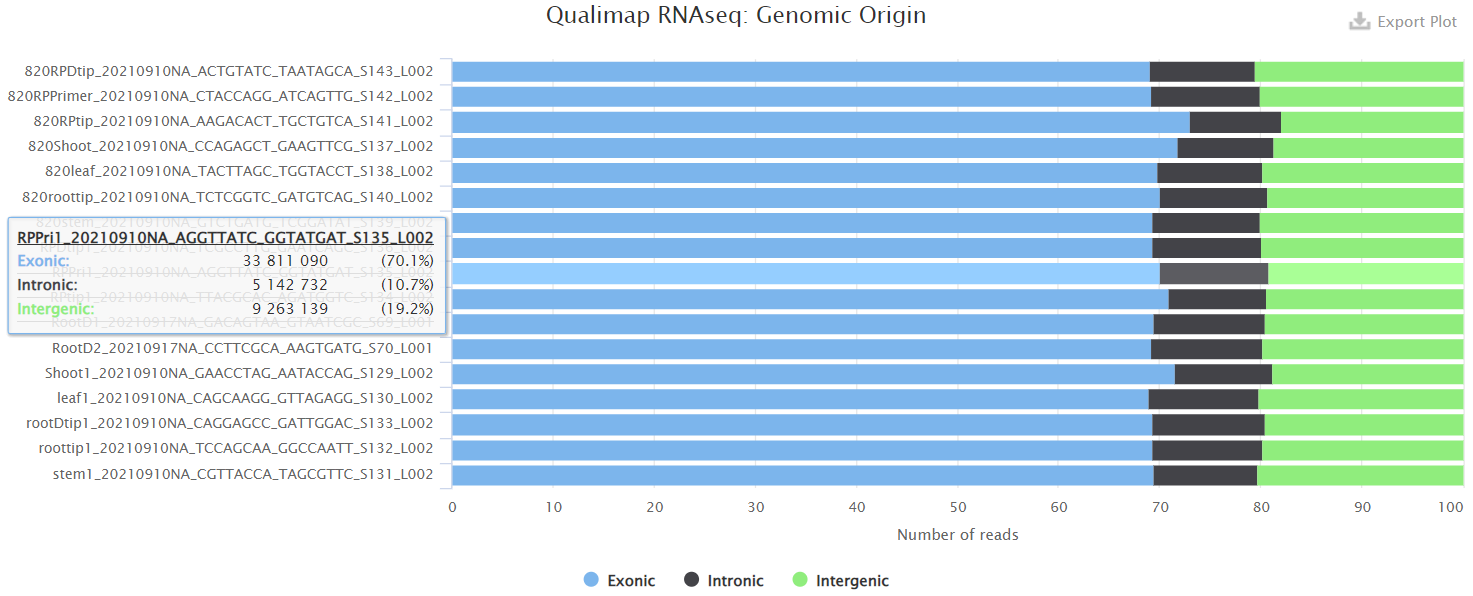 Qualimap RNAseq: Genomic Origin
Export Plot
820RPDtip_20210910NA_ACTGTATC_TAATAGCA_S143_L002
820RPPrimer_20210910NA_CTACCAGG_ATCAGTTG_S142_L002
820RPtip_20210910NA_AAGACACT_TGCTGTCA_S141_L002
820Shoot_20210910NA_CCAGAGCT_GAAGTTCG_S137_L002
820leaf_20210910NA_TACTTAGC_TGGTACCT_S138_L002
820roottip_20210910NA_TCTCGGTC_GATGTCAG_S140_L002
820stem_20210910NA_GTCTGATC_TCGGATAT_S139_L002
RPPri1_20210910NA_AGGTTATC_GGTATGAT_S135_L002
Exonic: 33 811 090 (70.1%)
Intronic: 5 142 732 (10.7%)
Intergenic: 9 263 139 (19.2%)
RootD1_20210917NA_GACAGTAA_GTAATCGC_S69_L001
RootD2_20210917NA_CCTTCGCA_AAGTGATG_S70_L001
Shoot1_20210910NA_GAACCTAG_AATACCAG_S129_L002
leaf1_20210910NA_CAGCAAGG_GTTAGAGG_S130_L002
rootDtip1_20210910NA_CAGGAGCC_GATTGGAC_S133_L002
roottip1_20210910NA_TCCAGCAA_GGCCAATT_S132_L002
stem1_20210910NA_CGTTACCA_TAGCGTTC_S131_L002
0 10 20 30 40 50 60 70 80 90 100
Number of reads
Exonic Intronic Intergenic